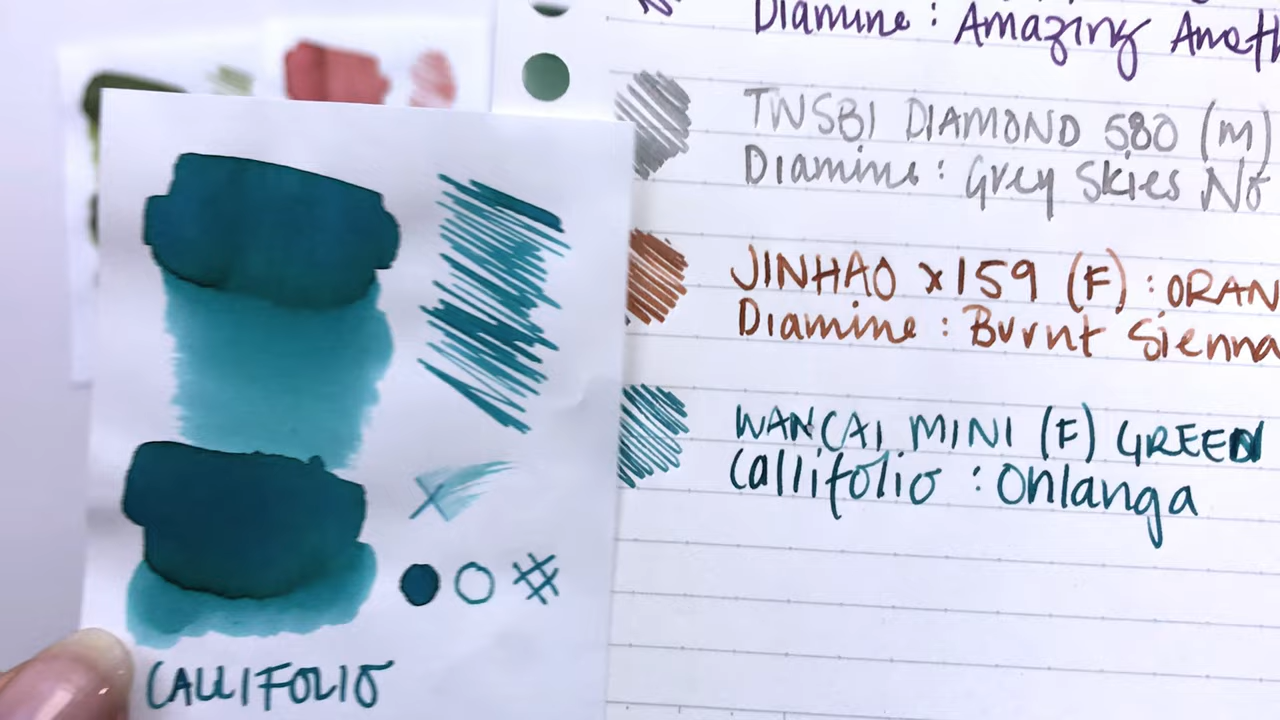 Diamine : Amazing
TWSBI DIAMOND 580 (M)
Diamine : Grey Skies
JINHAO x159 (F) : ORAN
Diamine : Burnt Sienna
WANCAI MINI (F) GREEN
Callifolio : Onlanga
CALLIFOLIO